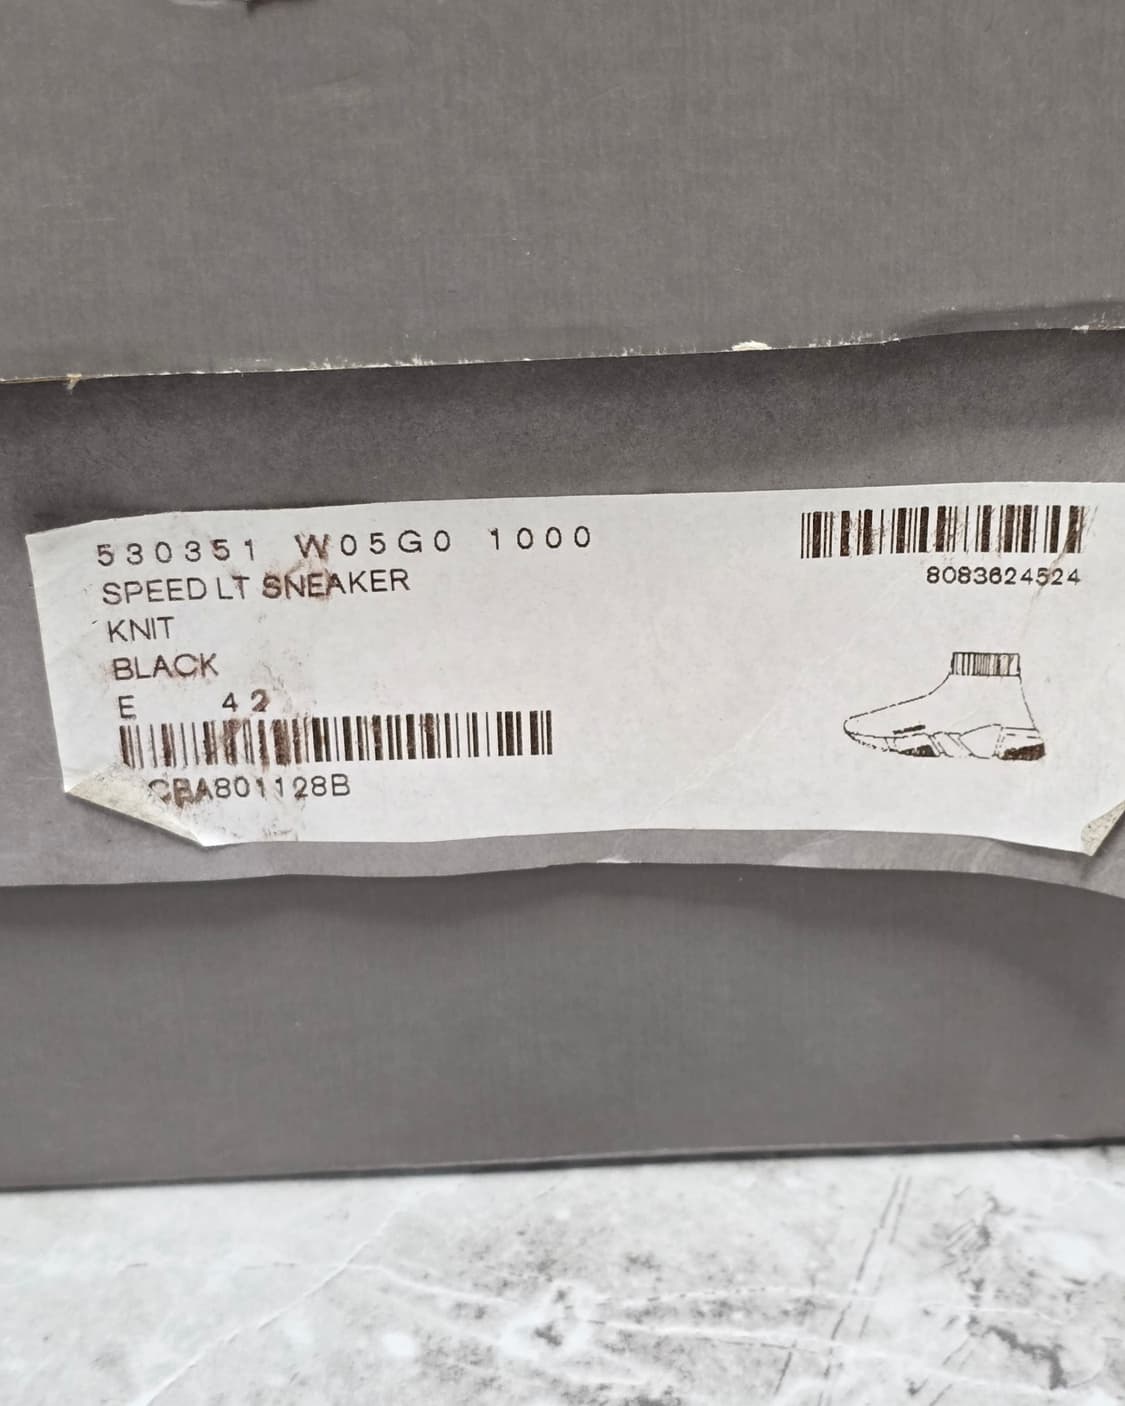 530351 W05G0 1000
SPEED LT SNEAKER
KNIT
BLACK
E 42
CBA801128B
8083624524